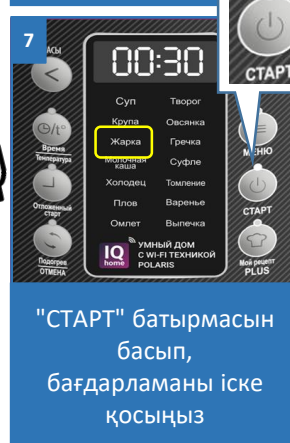 7
ЧАСЫ
00:30
СТАРТ
Суп Творог
Крупа Овсянка
Жарка Гречка
Молочная каша Суфле
Холодец Томление
Плов Варенье
Омлет Выпечка
Время
Температура
Отложенный
старт
Подогрев
ОТМЕНА
МЕНЮ
СТАРТ
Мой рецепт
PLUS
IQ
home
УМНЫЙ ДОМ
С WI-FI ТЕХНИКОЙ
POLARIS
"СТАРТ" батырмасын
басып,
бағдарламаны іске
қосыңыз